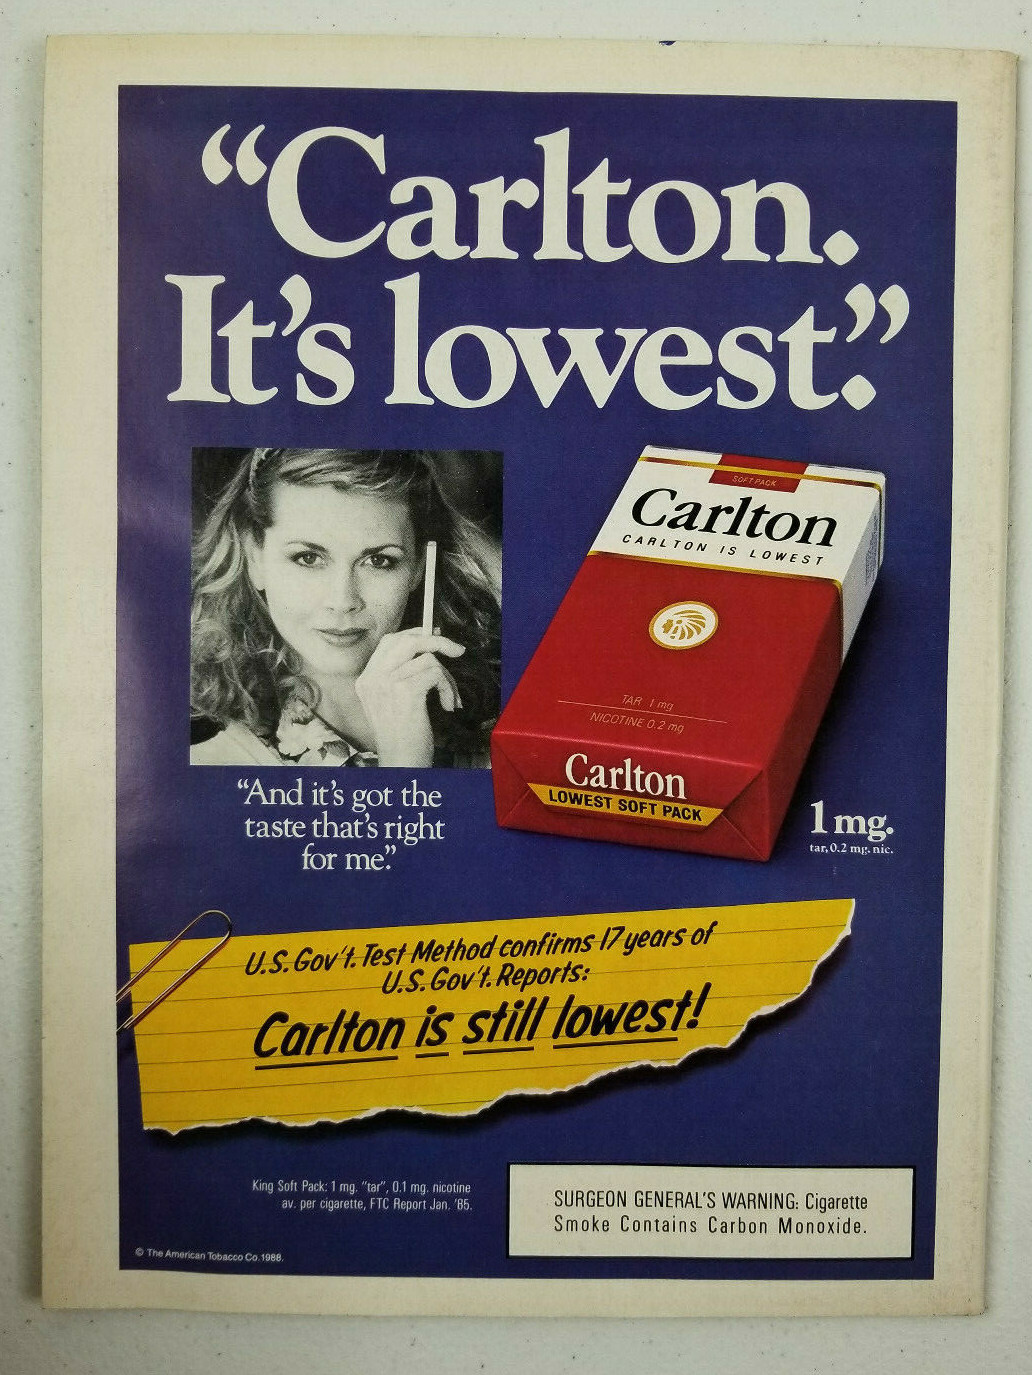 “Carlton.
It’s lowest.”
SOFT PACK
Carlton
CARLTON IS LOWEST
TAR 1 mg
NICOTINE 0.2 mg
Carlton
LOWEST SOFT PACK
“And it’s got the
taste that’s right
for me.”
1 mg.
tar, 0.2 mg. nic.
U.S. Gov’t. Test Method confirms 17 years of
U.S. Gov’t. Reports:
Carlton is still lowest!
King Soft Pack: 1 mg. “tar”, 0.1 mg. nicotine
av. per cigarette, FTC Report Jan. ’85.
SURGEON GENERAL’S WARNING: Cigarette
Smoke Contains Carbon Monoxide.
© The American Tobacco Co. 1988.